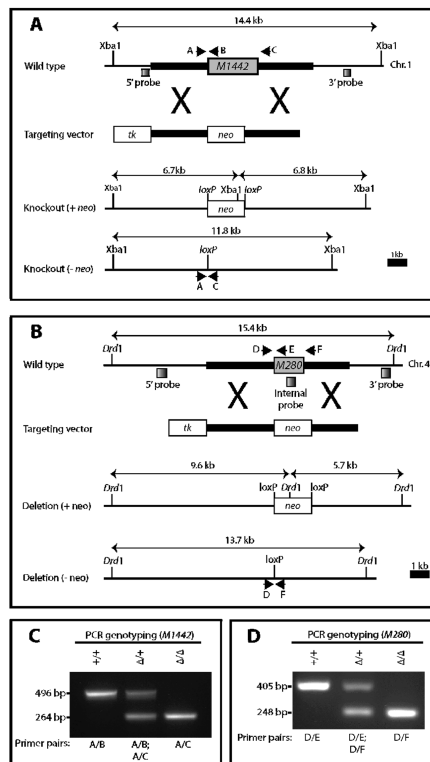 14.4 kb
A
Xba1 A B C Xba1
Wild type M1442 Chr. 1
5' probe 3' probe
X X
Targeting vector tk neo
6.7kb 6.8 kb
Xba1 loxP Xba1 loxP Xba1
Knockout (+ neo) neo
11.8 kb
Xba1 loxP Xba1
Knockout (- neo)
1kb
A C
B
15.4 kb
Drd1 D E F Drd1
Wild type M280 Chr. 4
5' probe Internal probe 3' probe
X X
Targeting vector tk neo
9.6 kb 5.7 kb
Drd1 loxP Drd1 loxP Drd1
Deletion (+ neo) neo
13.7 kb
Drd1 loxP Drd1
Deletion (- neo)
1 kb
D F
C
PCR genotyping (M1442)
+/+ Δ/+ Δ/Δ
496 bp
264 bp
Primer pairs: A/B A/B; A/C A/C
D
PCR genotyping (M280)
+/+ Δ/+ Δ/Δ
405 bp
248 bp
Primer pairs: D/E D/E; D/F D/F